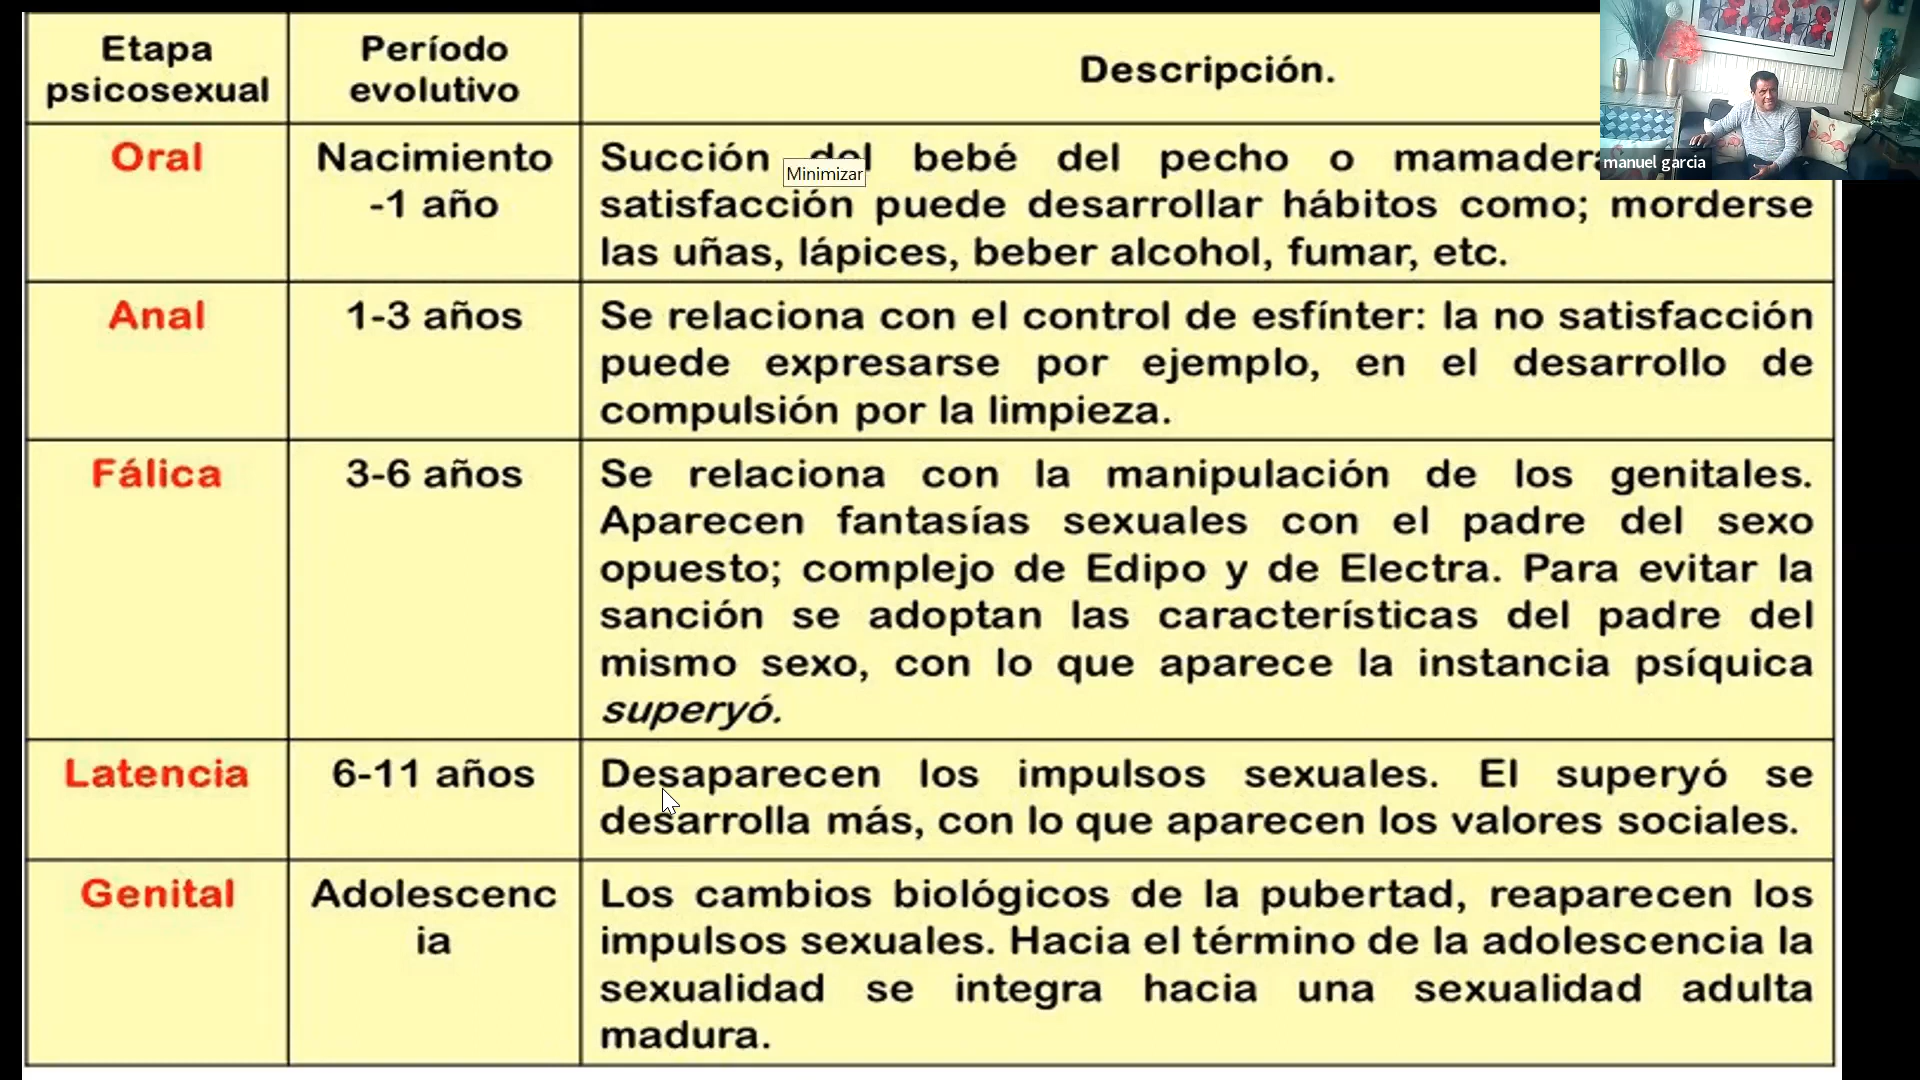 Etapa
psicosexual
Período
evolutivo
Descripción.
Oral
Nacimiento
-1 año
Succión del bebé del pecho o mamadera
satisfacción puede desarrollar hábitos como; morderse
las uñas, lápices, beber alcohol, fumar, etc.
Anal
1-3 años
Se relaciona con el control de esfínter: la no satisfacción
puede expresarse por ejemplo, en el desarrollo de
compulsión por la limpieza.
Fálica
3-6 años
Se relaciona con la manipulación de los genitales.
Aparecen fantasías sexuales con el padre del sexo
opuesto; complejo de Edipo y de Electra. Para evitar la
sanción se adoptan las características del padre del
mismo sexo, con lo que aparece la instancia psíquica
superyó.
Latencia
6-11 años
Desaparecen los impulsos sexuales. El superyó se
desarrolla más, con lo que aparecen los valores sociales.
Genital
Adolescenc
ia
Los cambios biológicos de la pubertad, reaparecen los
impulsos sexuales. Hacia el término de la adolescencia la
sexualidad se integra hacia una sexualidad adulta
madura.
Minimizar
manuel garcia